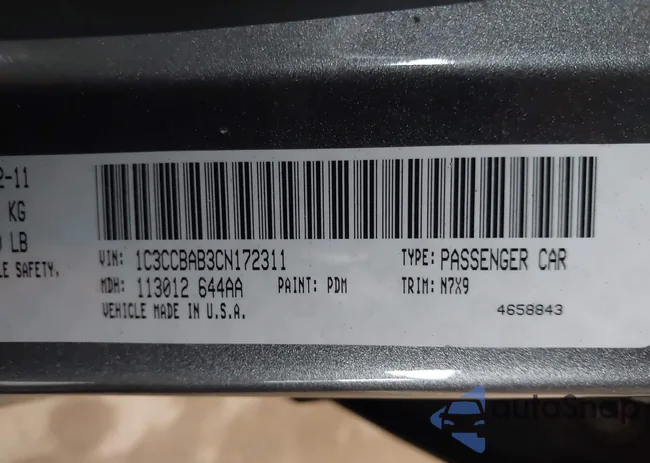 2-11
KG
LB
LE SAFETY,
VIN: 1C3CCBAB3CN172311
TYPE: PASSENGER CAR
MDH: 113012 644AA
PAINT: PDM
TRIM: N7X9
VEHICLE MADE IN U.S.A.
4658843
autoSnap